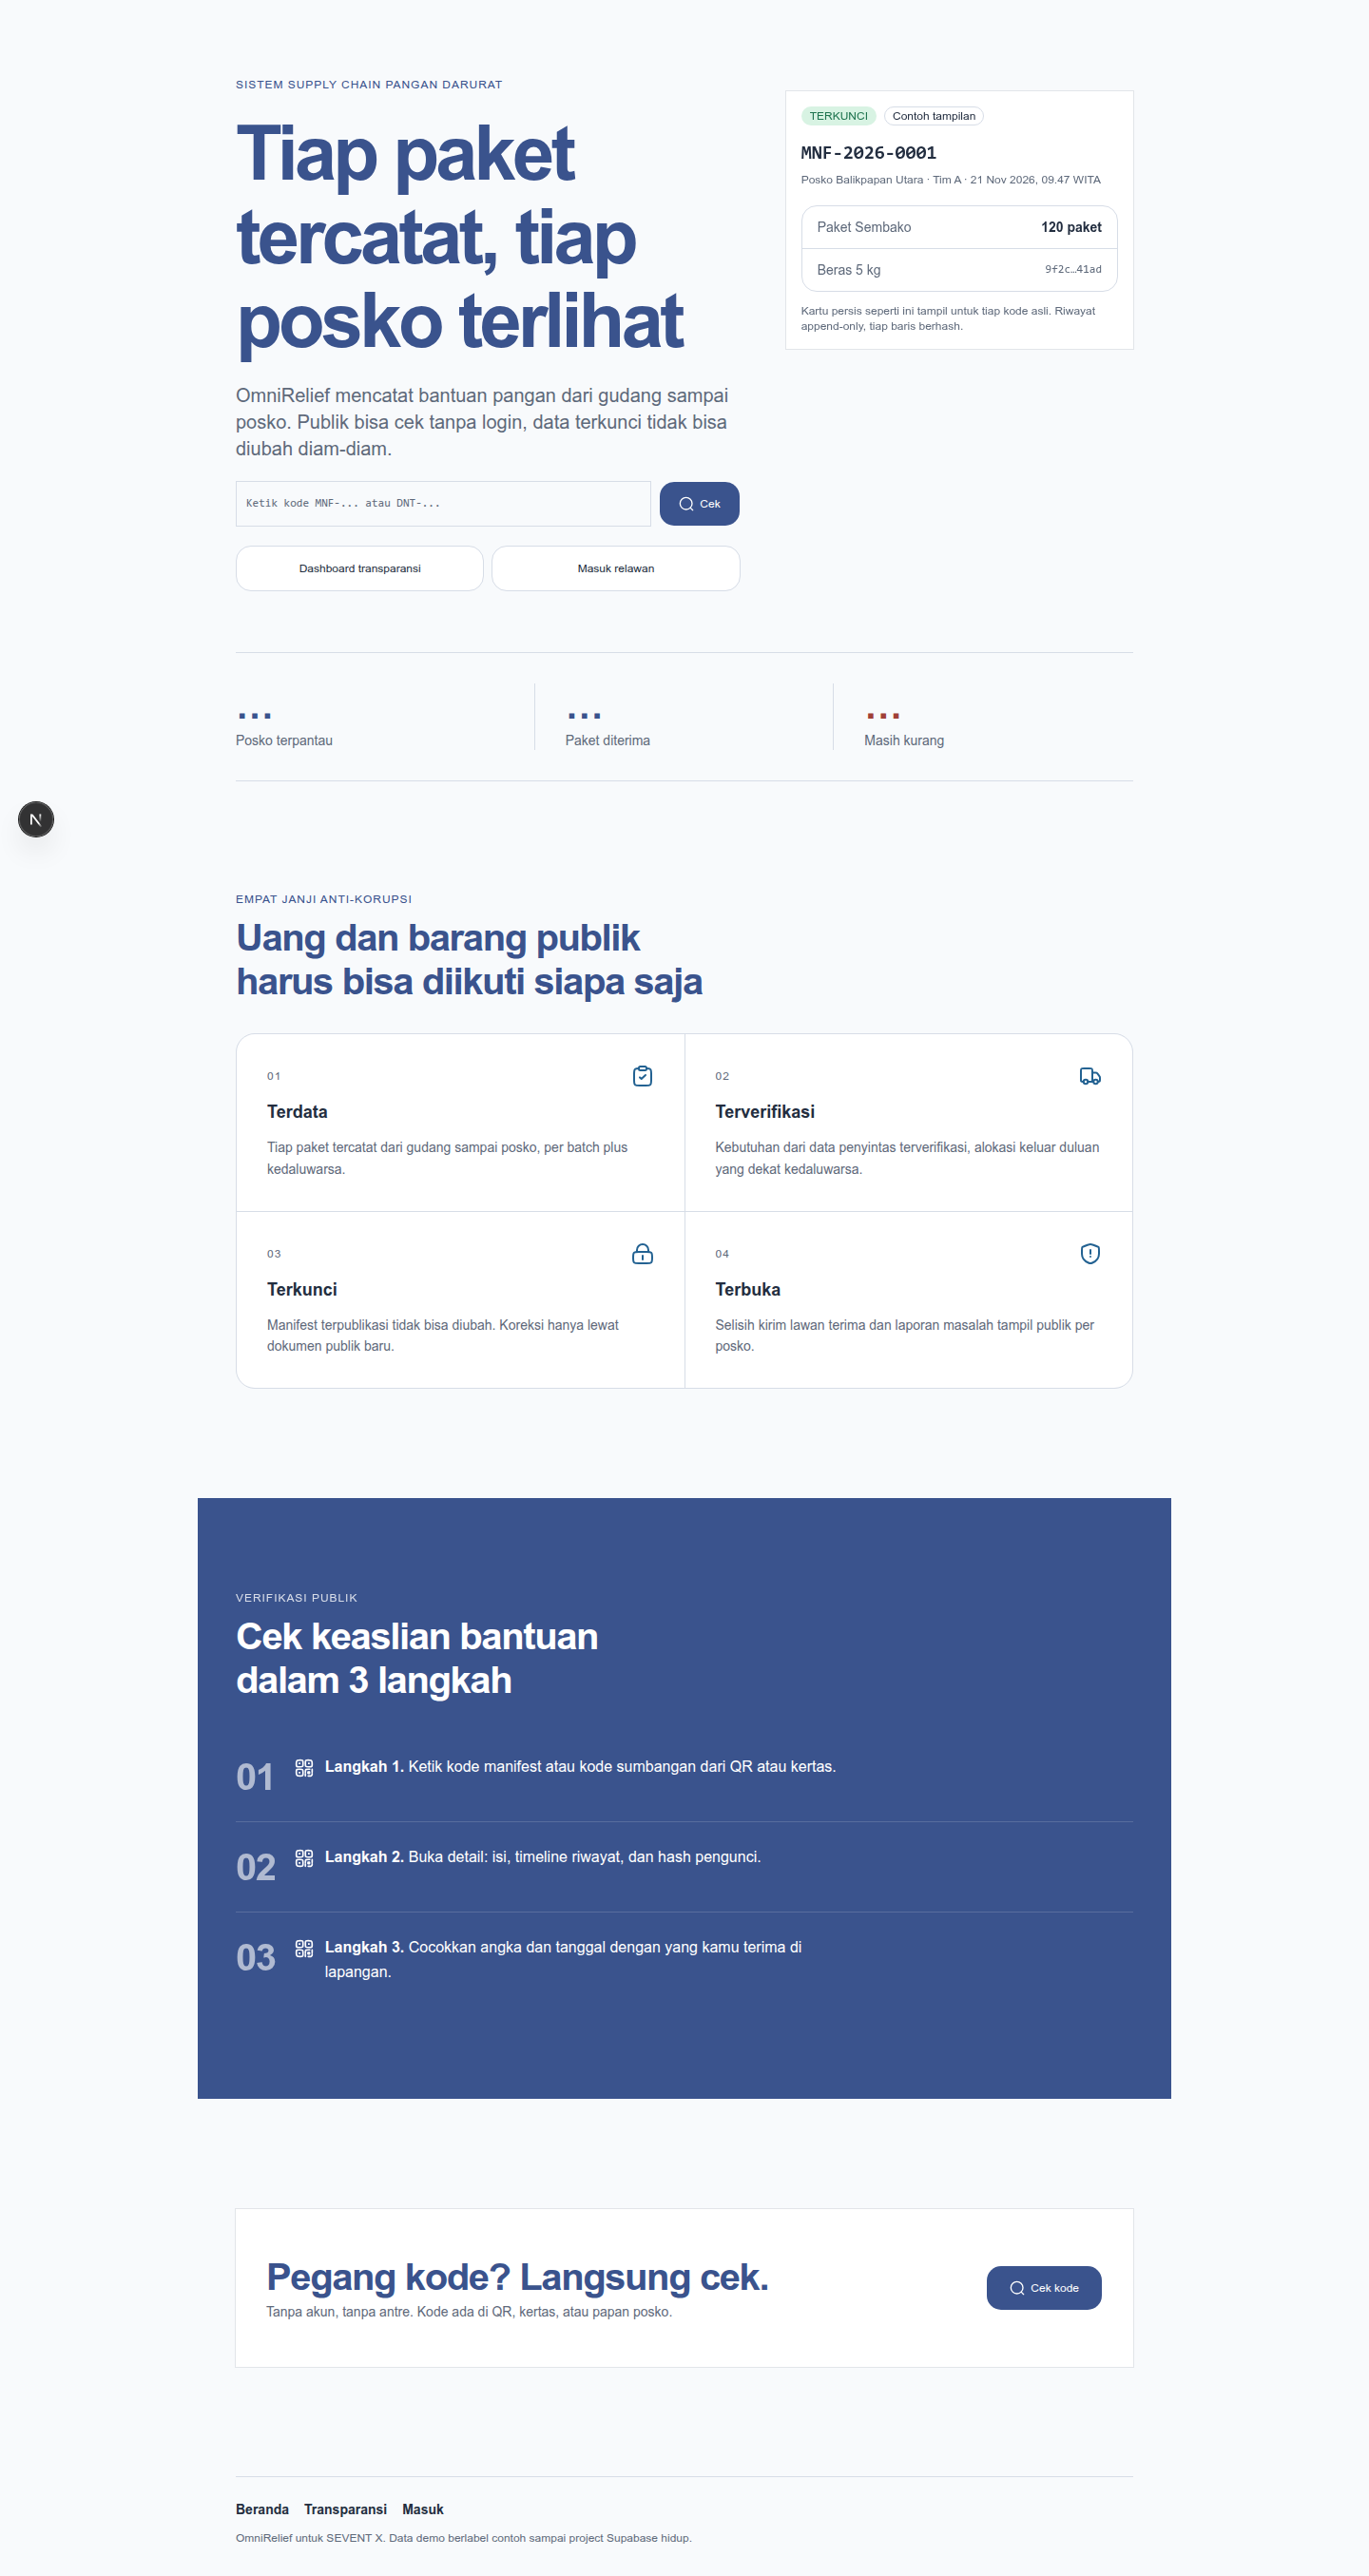 SISTEM SUPPLY CHAIN PANGAN DARURAT
Tiap paket
tercatat, tiap
posko terlihat
OmniRelief mencatat bantuan pangan dari gudang sampai
posko. Publik bisa cek tanpa login, data terkunci tidak bisa
diubah diam-diam.
Ketik kode MNF-... atau DNT-...
Cek
Dashboard transparansi
Masuk relawan
TERKUNCI
Contoh tampilan
MNF-2026-0001
Posko Balikpapan Utara · Tim A · 21 Nov 2026, 09.47 WITA
Paket Sembako
120 paket
Beras 5 kg
9f2c…41ad
Kartu persis seperti ini tampil untuk tiap kode asli. Riwayat
append-only, tiap baris berhash.
...
Posko terpantau
...
Paket diterima
...
Masih kurang
N
EMPAT JANJI ANTI-KORUPSI
Uang dan barang publik
harus bisa diikuti siapa saja
01
Terdata
Tiap paket tercatat dari gudang sampai posko, per batch plus
kedaluwarsa.
02
Terverifikasi
Kebutuhan dari data penyintas terverifikasi, alokasi keluar duluan
yang dekat kedaluwarsa.
03
Terkunci
Manifest terpublikasi tidak bisa diubah. Koreksi hanya lewat
dokumen publik baru.
04
Terbuka
Selisih kirim lawan terima dan laporan masalah tampil publik per
posko.
VERIFIKASI PUBLIK
Cek keaslian bantuan
dalam 3 langkah
01
Langkah 1. Ketik kode manifest atau kode sumbangan dari QR atau kertas.
02
Langkah 2. Buka detail: isi, timeline riwayat, dan hash pengunci.
03
Langkah 3. Cocokkan angka dan tanggal dengan yang kamu terima di
lapangan.
Pegang kode? Langsung cek.
Tanpa akun, tanpa antre. Kode ada di QR, kertas, atau papan posko.
Cek kode
Beranda
Transparansi
Masuk
OmniRelief untuk SEVENT X. Data demo berlabel contoh sampai project Supabase hidup.